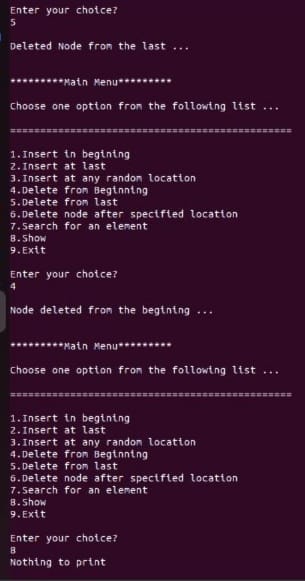 Enter your choice?
5
Deleted Node from the last ...
*********Main Menu*********
Choose one option from the following list ...
===============================================
1.Insert in begining
2.Insert at last
3.Insert at any random location
4.Delete from Beginning
5.Delete from last
6.Delete node after specified location
7.Search for an element
8.Show
9.Exit
Enter your choice?
4
Node deleted from the begining ...
*********Main Menu*********
Choose one option from the following list ...
===============================================
1.Insert in begining
2.Insert at last
3.Insert at any random location
4.Delete from Beginning
5.Delete from last
6.Delete node after specified location
7.Search for an element
8.Show
9.Exit
Enter your choice?
8
Nothing to print